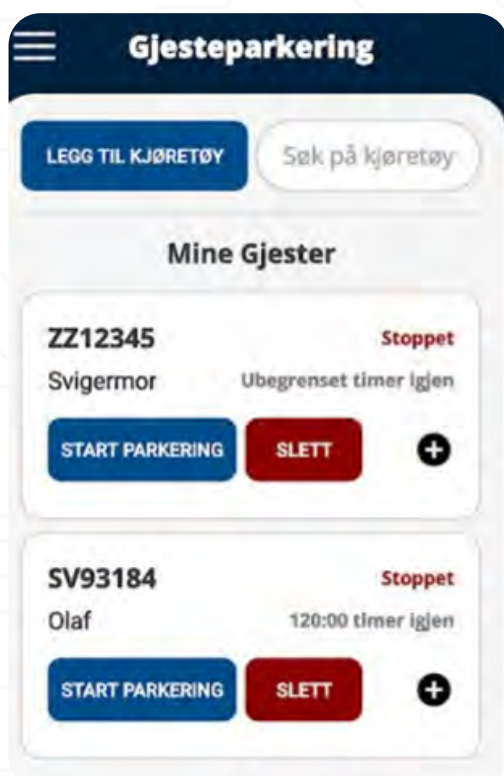 Gjesteparkering
LEGG TIL KJØRETØY
Søk på kjøretøy
Mine Gjester
ZZ12345
Stoppet
Svigermor
Ubegrenset timer igjen
START PARKERING
SLETT
SV93184
Stoppet
Olaf
120:00 timer igjen
START PARKERING
SLETT